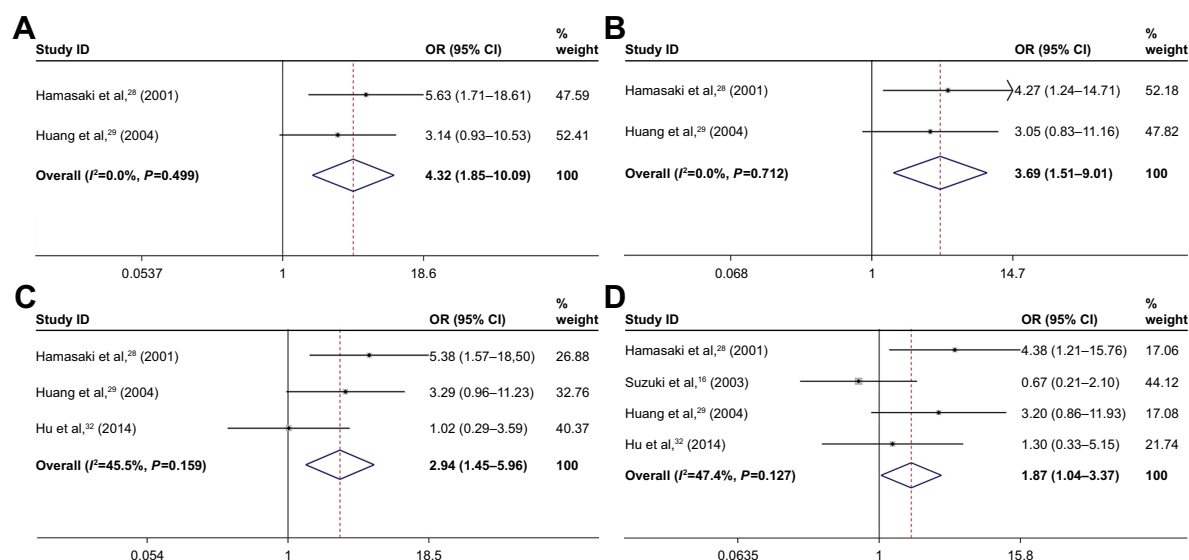 A
%
Study ID OR (95% CI) weight
Hamasaki et al,²⁸ (2001) 5.63 (1.71–18.61) 47.59
Huang et al,²⁹ (2004) 3.14 (0.93–10.53) 52.41
Overall (I²=0.0%, P=0.499) 4.32 (1.85–10.09) 100
0.0537 1 18.6
B
%
Study ID OR (95% CI) weight
Hamasaki et al,²⁸ (2001) 4.27 (1.24–14.71) 52.18
Huang et al,²⁹ (2004) 3.05 (0.83–11.16) 47.82
Overall (I²=0.0%, P=0.712) 3.69 (1.51–9.01) 100
0.068 1 14.7
C
%
Study ID OR (95% CI) weight
Hamasaki et al,²⁸ (2001) 5.38 (1.57–18,50) 26.88
Huang et al,²⁹ (2004) 3.29 (0.96–11.23) 32.76
Hu et al,³² (2014) 1.02 (0.29–3.59) 40.37
Overall (I²=45.5%, P=0.159) 2.94 (1.45–5.96) 100
0.054 1 18.5
D
%
Study ID OR (95% CI) weight
Hamasaki et al,²⁸ (2001) 4.38 (1.21–15.76) 17.06
Suzuki et al,¹⁶ (2003) 0.67 (0.21–2.10) 44.12
Huang et al,²⁹ (2004) 3.20 (0.86–11.93) 17.08
Hu et al,³² (2014) 1.30 (0.33–5.15) 21.74
Overall (I²=47.4%, P=0.127) 1.87 (1.04–3.37) 100
0.0635 1 15.8